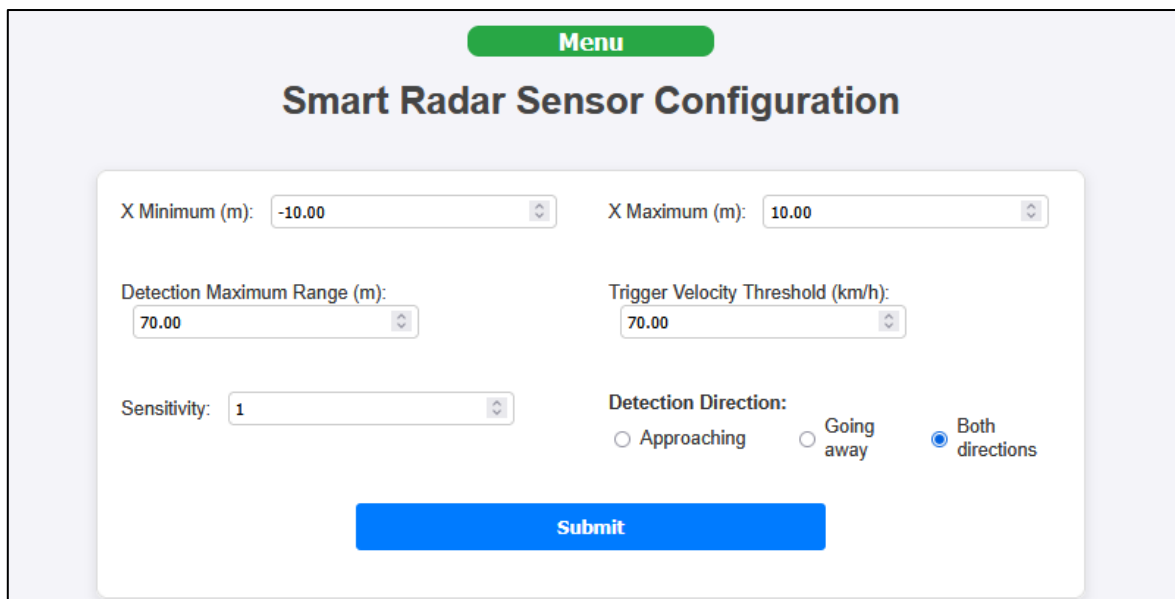 Menu
Smart Radar Sensor Configuration
X Minimum (m): -10.00
X Maximum (m): 10.00
Detection Maximum Range (m):
70.00
Trigger Velocity Threshold (km/h):
70.00
Sensitivity: 1
Detection Direction:
Approaching
Going
away
Both
directions
Submit